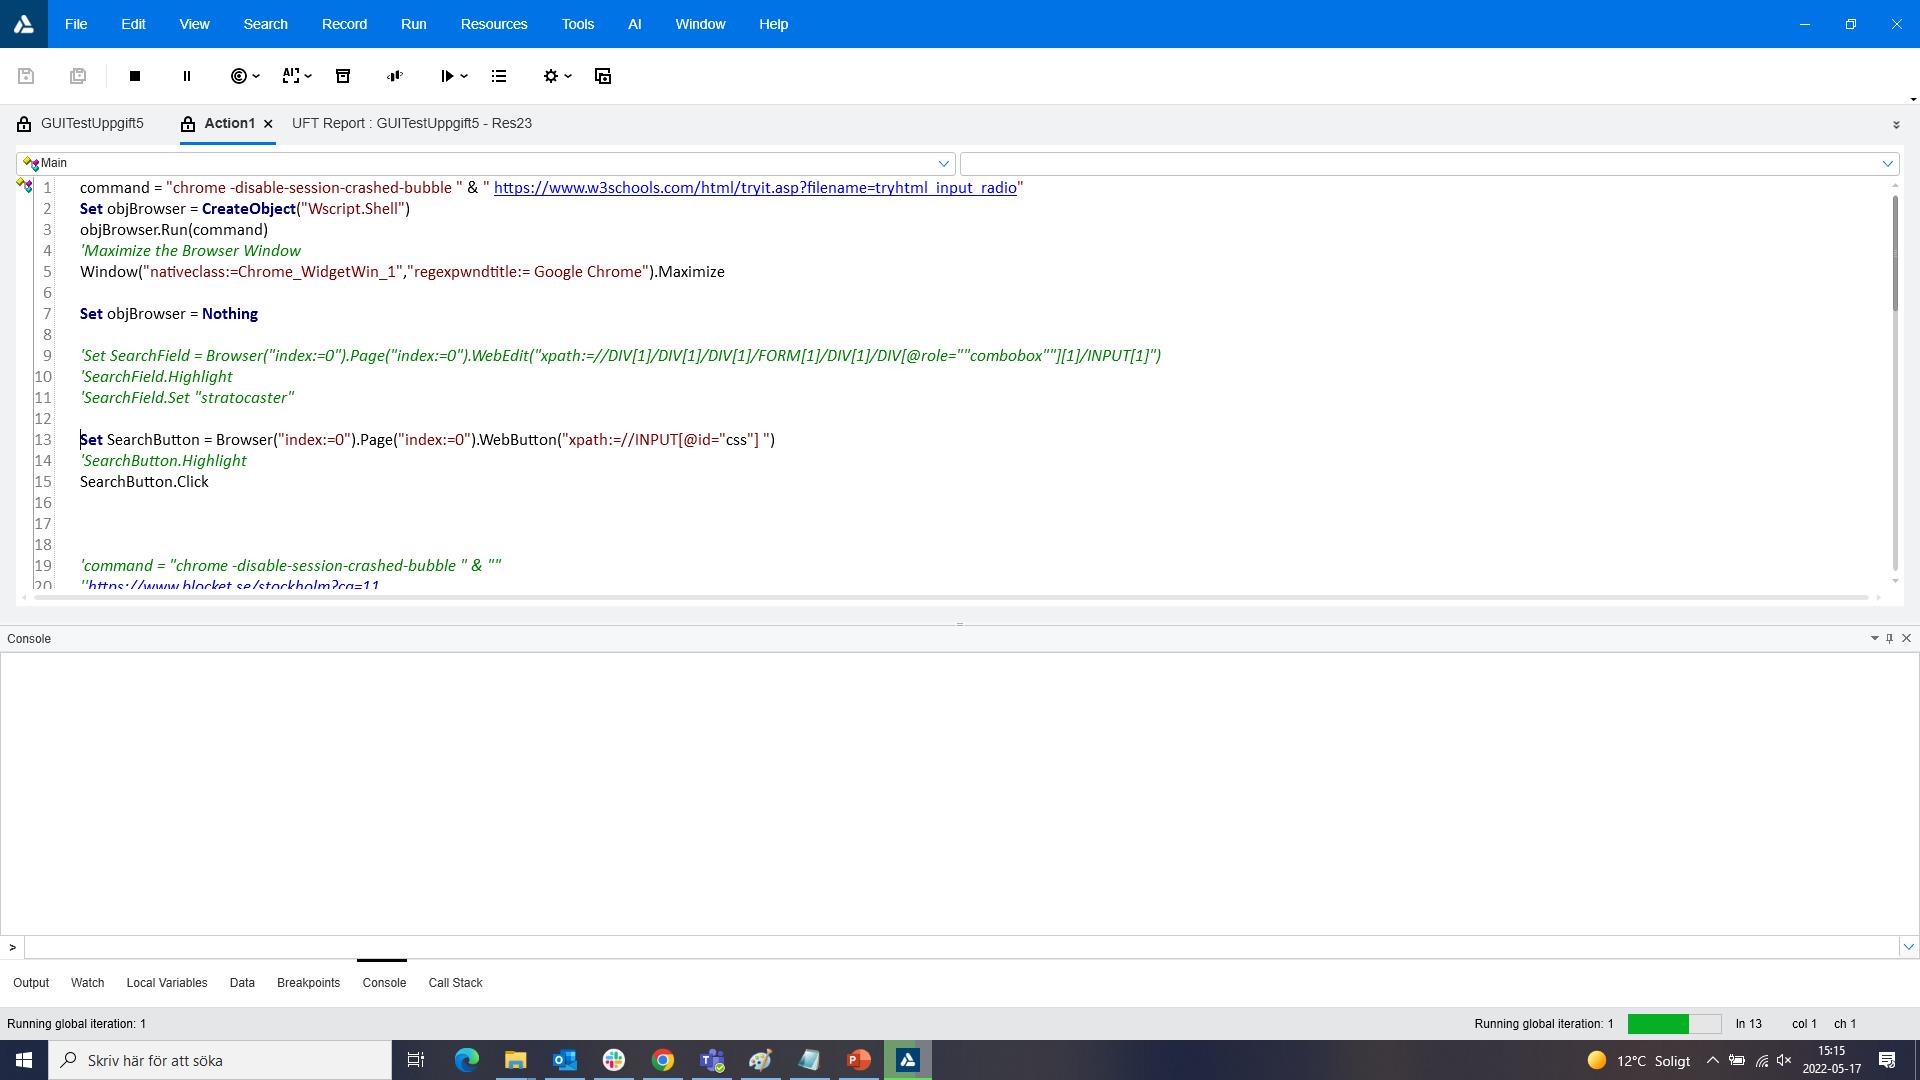 File Edit View Search Record Run Resources Tools AI Window Help
GUITestUppgift5 Action1 UFT Report : GUITestUppgift5 - Res23
Main
1 command = "chrome -disable-session-crashed-bubble " & " https://www.w3schools.com/html/tryit.asp?filename=tryhtml_input_radio"
2 Set objBrowser = CreateObject("Wscript.Shell")
3 objBrowser.Run(command)
4 'Maximize the Browser Window
5 Window("nativeclass:=Chrome_WidgetWin_1","regexpwndtitle:= Google Chrome").Maximize
6
7 Set objBrowser = Nothing
8
9 'Set SearchField = Browser("index:=0").Page("index:=0").WebEdit("xpath:=//DIV[1]/DIV[1]/DIV[1]/FORM[1]/DIV[1]/DIV[@role=""combobox""][1]/INPUT[1]")
10 'SearchField.Highlight
11 'SearchField.Set "stratocaster"
12
13 Set SearchButton = Browser("index:=0").Page("index:=0").WebButton("xpath:=//INPUT[@id="css"] ")
14 'SearchButton.Highlight
15 SearchButton.Click
16
17
18
19 'command = "chrome -disable-session-crashed-bubble " & ""
20 ''https://www.blocket.se/stockholm?ca=11
Console
>
Output Watch Local Variables Data Breakpoints Console Call Stack
Running global iteration: 1 Running global iteration: 1 ln 13 col 1 ch 1
Skriv här för att söka 12°C Soligt 15:15
2022-05-17